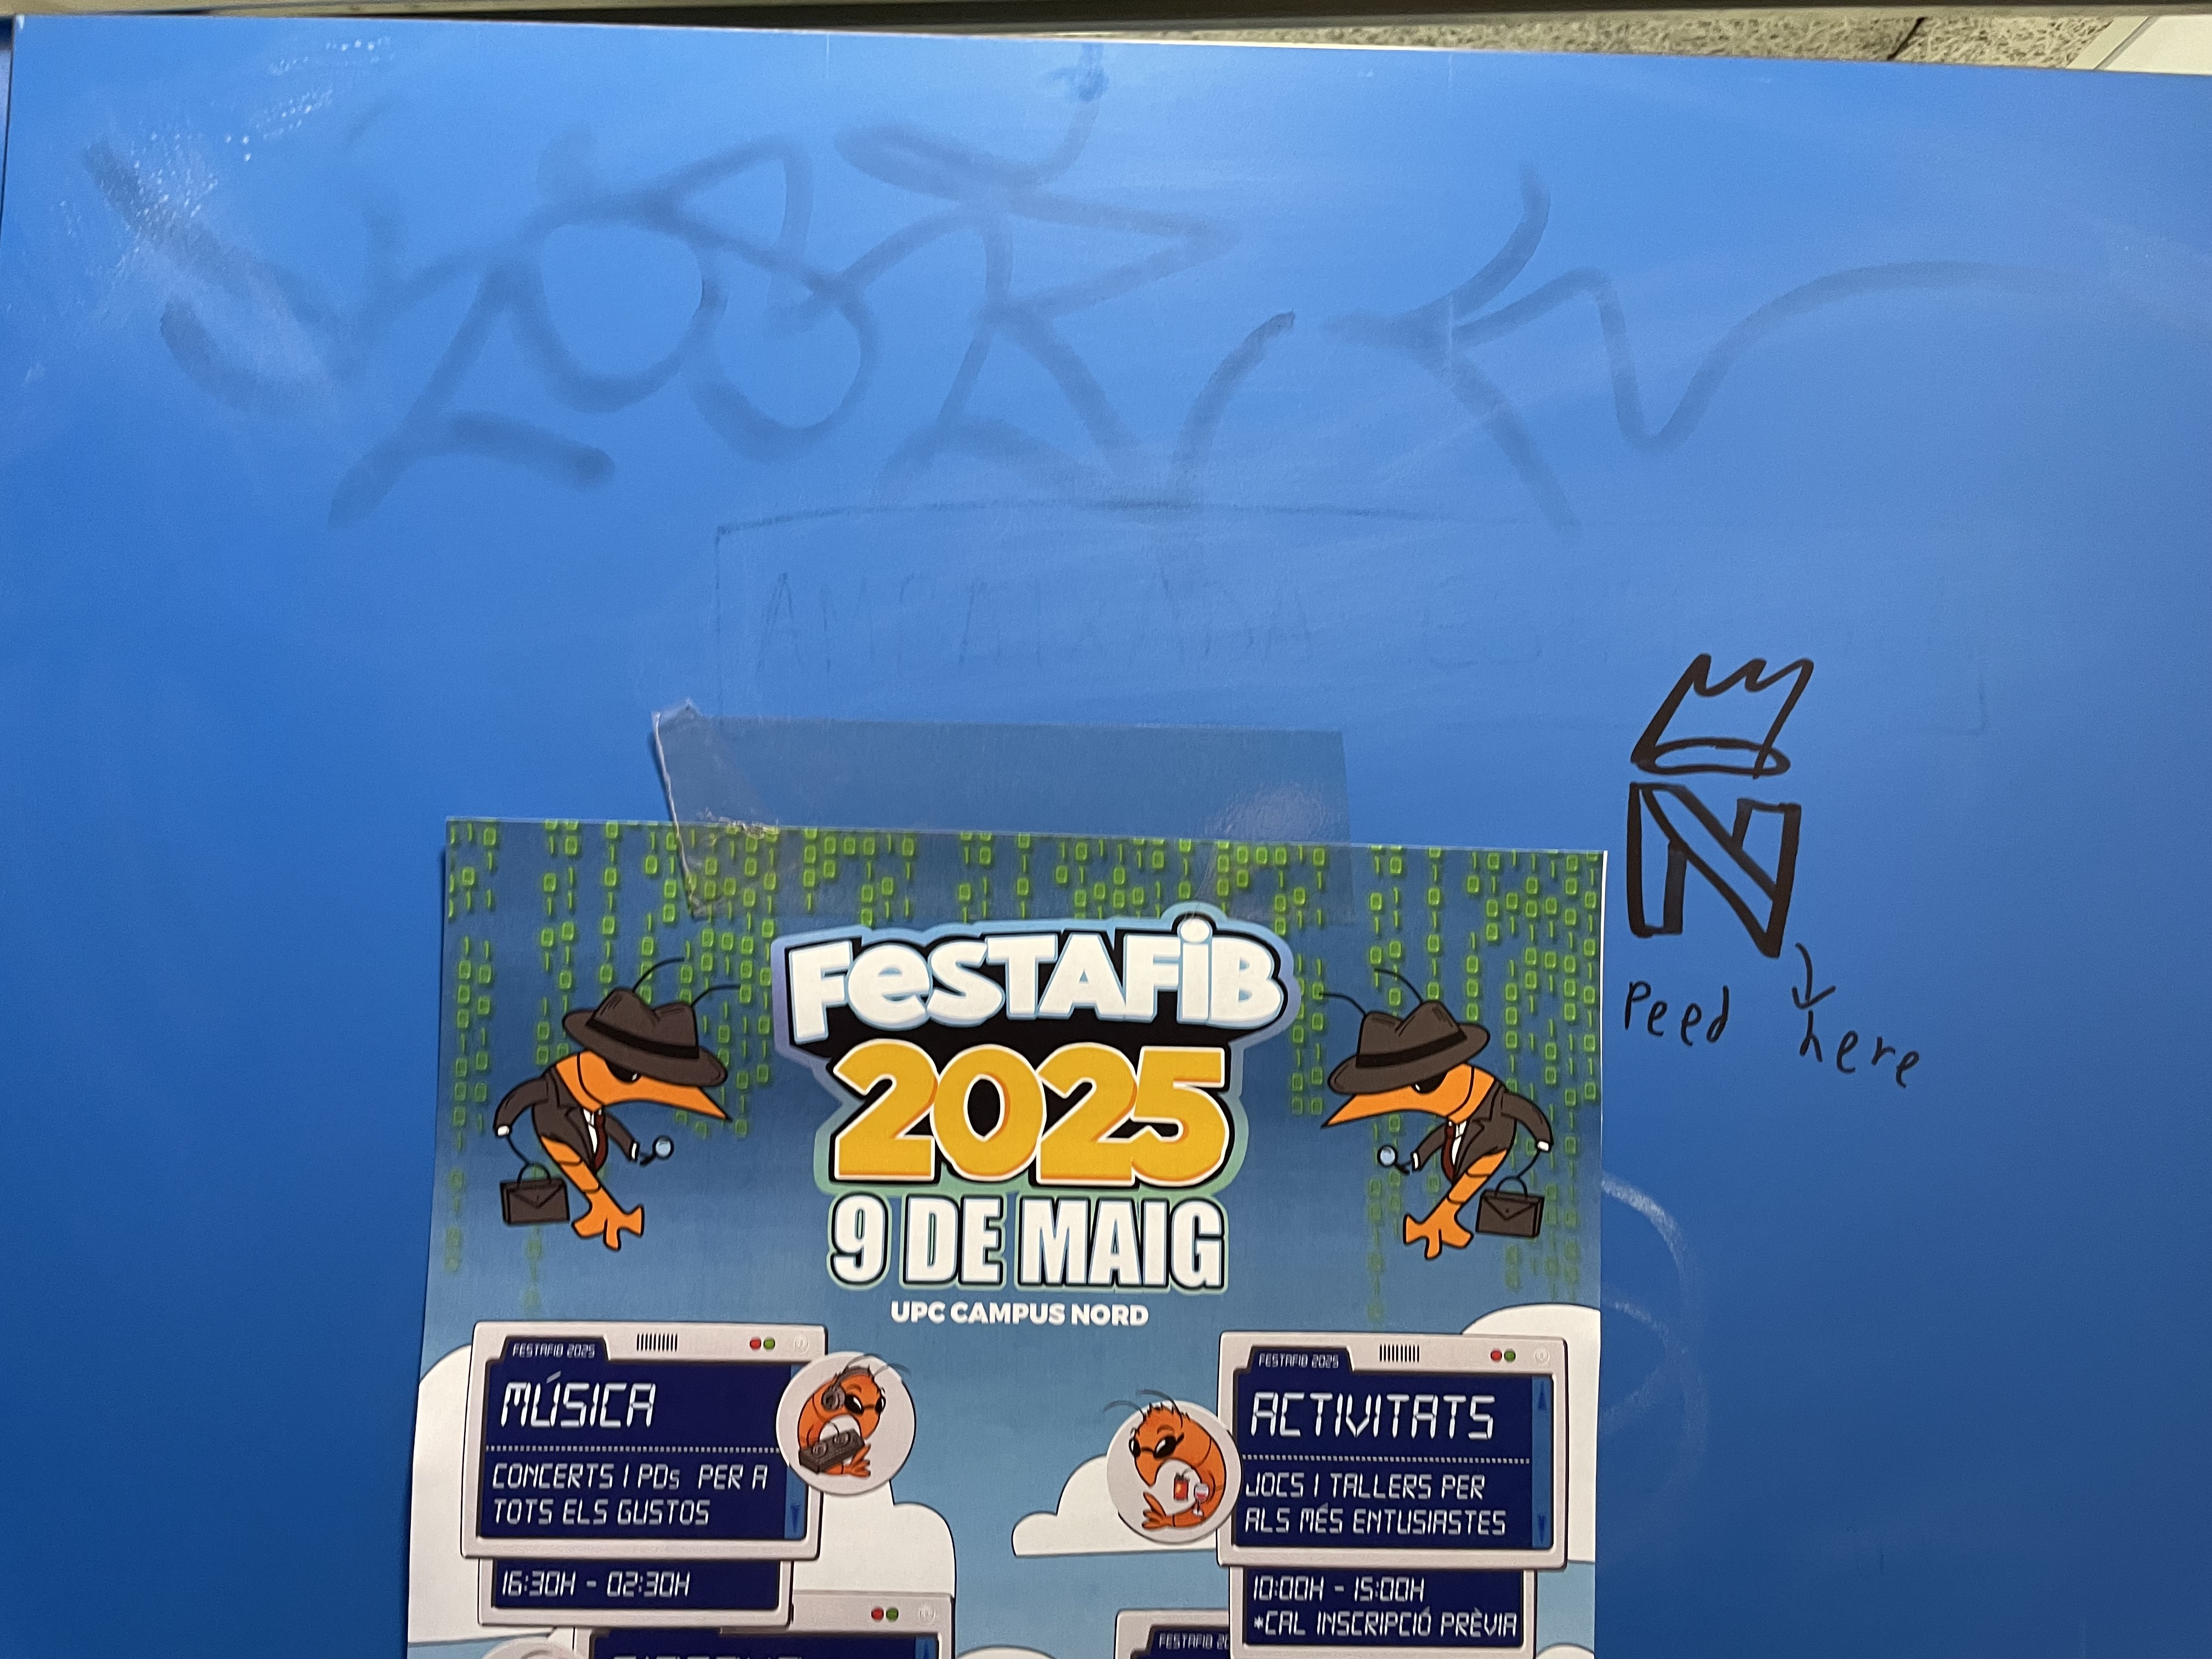 N
Peed here
FESTAFiB
2025
9 DE MAIG
UPC CAMPUS NORD
FESTAFIB 2025
MÚSICA
CONCERTS I PDs PER A
TOTS ELS GUSTOS
16:30H - 02:30H
FESTAFIB 2025
ACTIVITATS
JOCS I TALLERS PER
ALS MÉS ENTUSIASTES
10:00H - 15:00H
*CAL INSCRIPCIÓ PRÈVIA